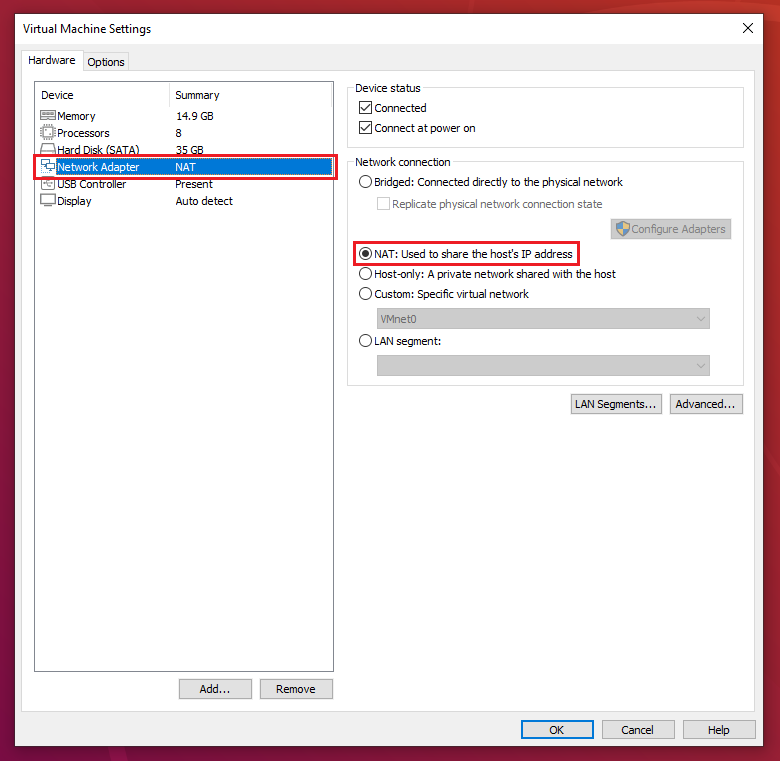 Virtual Machine Settings
Hardware
Options
Device Summary
Memory 14.9 GB
Processors 8
Hard Disk (SATA) 35 GB
Network Adapter NAT
USB Controller Present
Display Auto detect
Add...
Remove
Device status
Connected
Connect at power on
Network connection
Bridged: Connected directly to the physical network
Replicate physical network connection state
Configure Adapters
NAT: Used to share the host's IP address
Host-only: A private network shared with the host
Custom: Specific virtual network
VMnet0
LAN segment:
LAN Segments...
Advanced...
OK
Cancel
Help